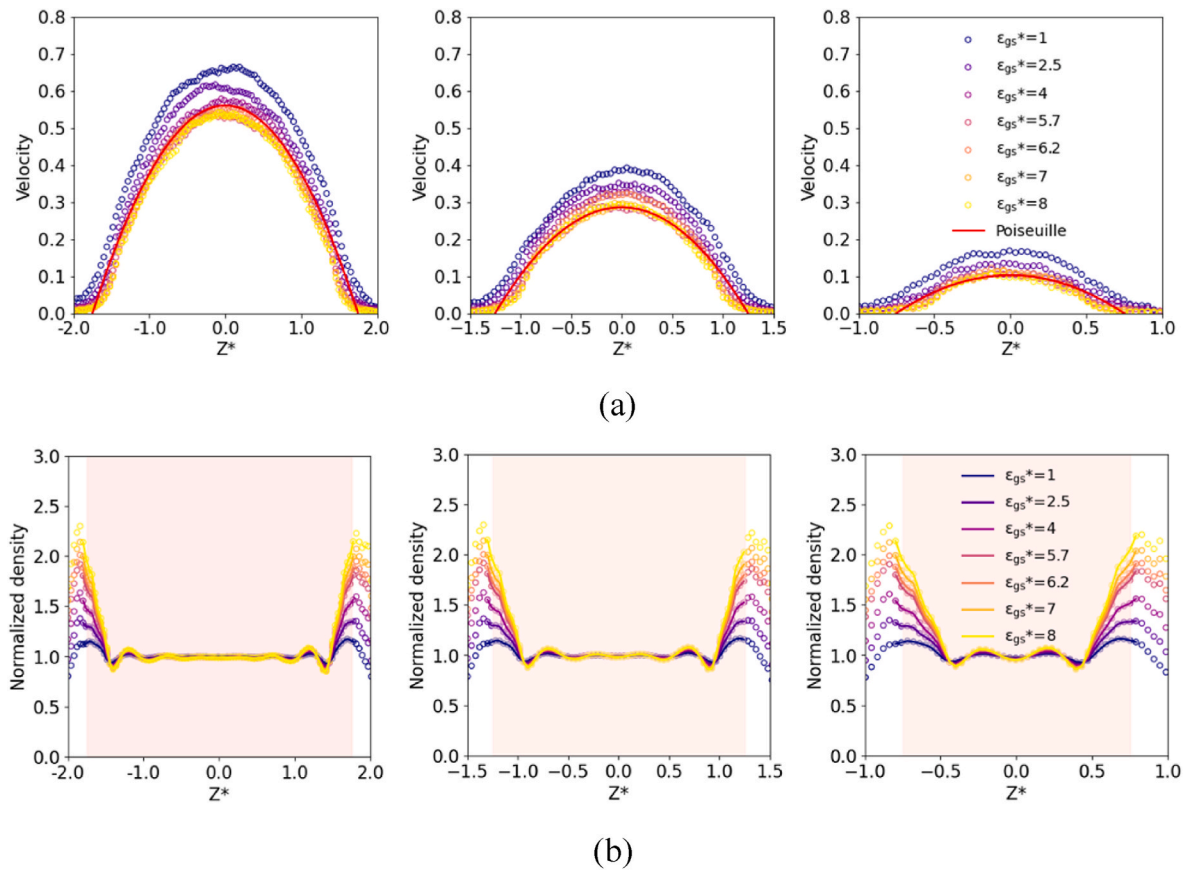 0.8
0.7
0.6
0.5
0.4
0.3
0.2
0.1
0.0
Velocity
-2.0 -1.0 0.0 1.0 2.0
Z*
0.8
0.7
0.6
0.5
0.4
0.3
0.2
0.1
0.0
Velocity
-1.5 -1.0 -0.5 0.0 0.5 1.0 1.5
Z*
0.8
0.7
0.6
0.5
0.4
0.3
0.2
0.1
0.0
Velocity
-1.0 -0.5 0.0 0.5 1.0
Z*
εgs*=1
εgs*=2.5
εgs*=4
εgs*=5.7
εgs*=6.2
εgs*=7
εgs*=8
Poiseuille
(a)
3.0
2.5
2.0
1.5
1.0
0.5
0.0
Normalized density
-2.0 -1.0 0.0 1.0 2.0
Z*
3.0
2.5
2.0
1.5
1.0
0.5
0.0
Normalized density
-1.5 -1.0 -0.5 0.0 0.5 1.0 1.5
Z*
3.0
2.5
2.0
1.5
1.0
0.5
0.0
Normalized density
-1.0 -0.5 0.0 0.5 1.0
Z*
εgs*=1
εgs*=2.5
εgs*=4
εgs*=5.7
εgs*=6.2
εgs*=7
εgs*=8
(b)